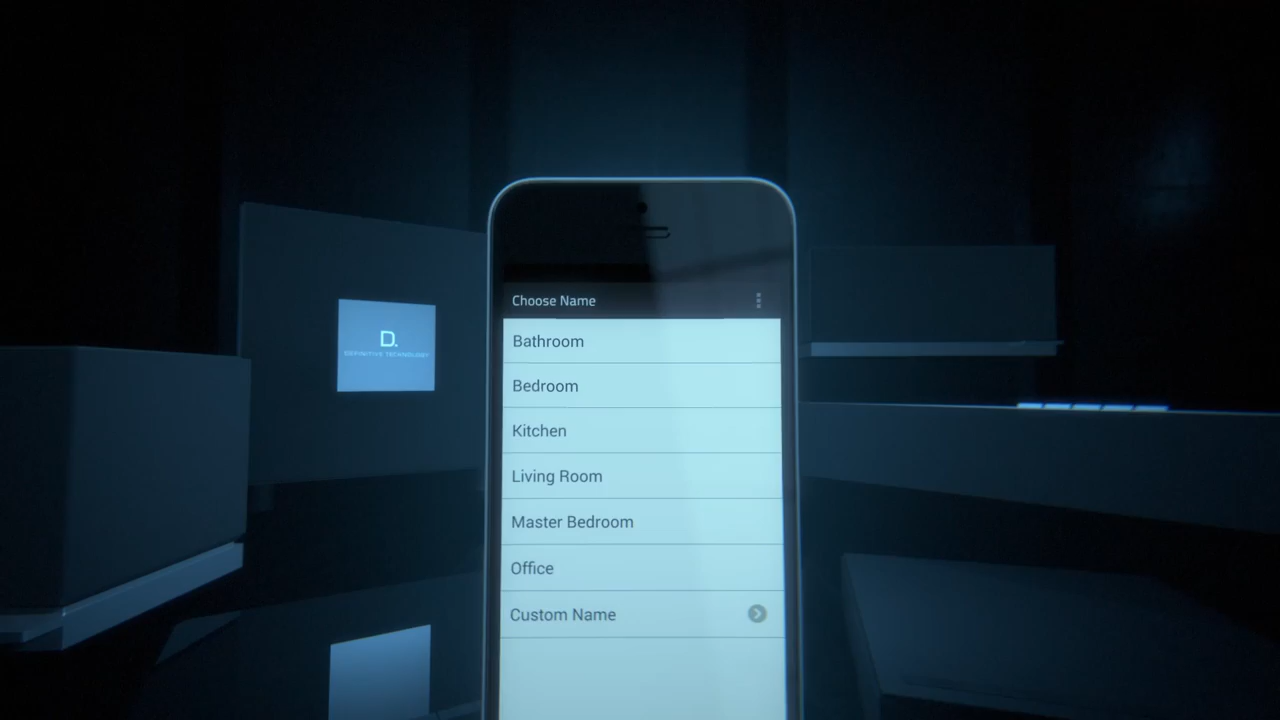 Choose Name
Bathroom
D.
DEFINITIVE TECHNOLOGY
Bedroom
Kitchen
Living Room
Master Bedroom
Office
Custom Name